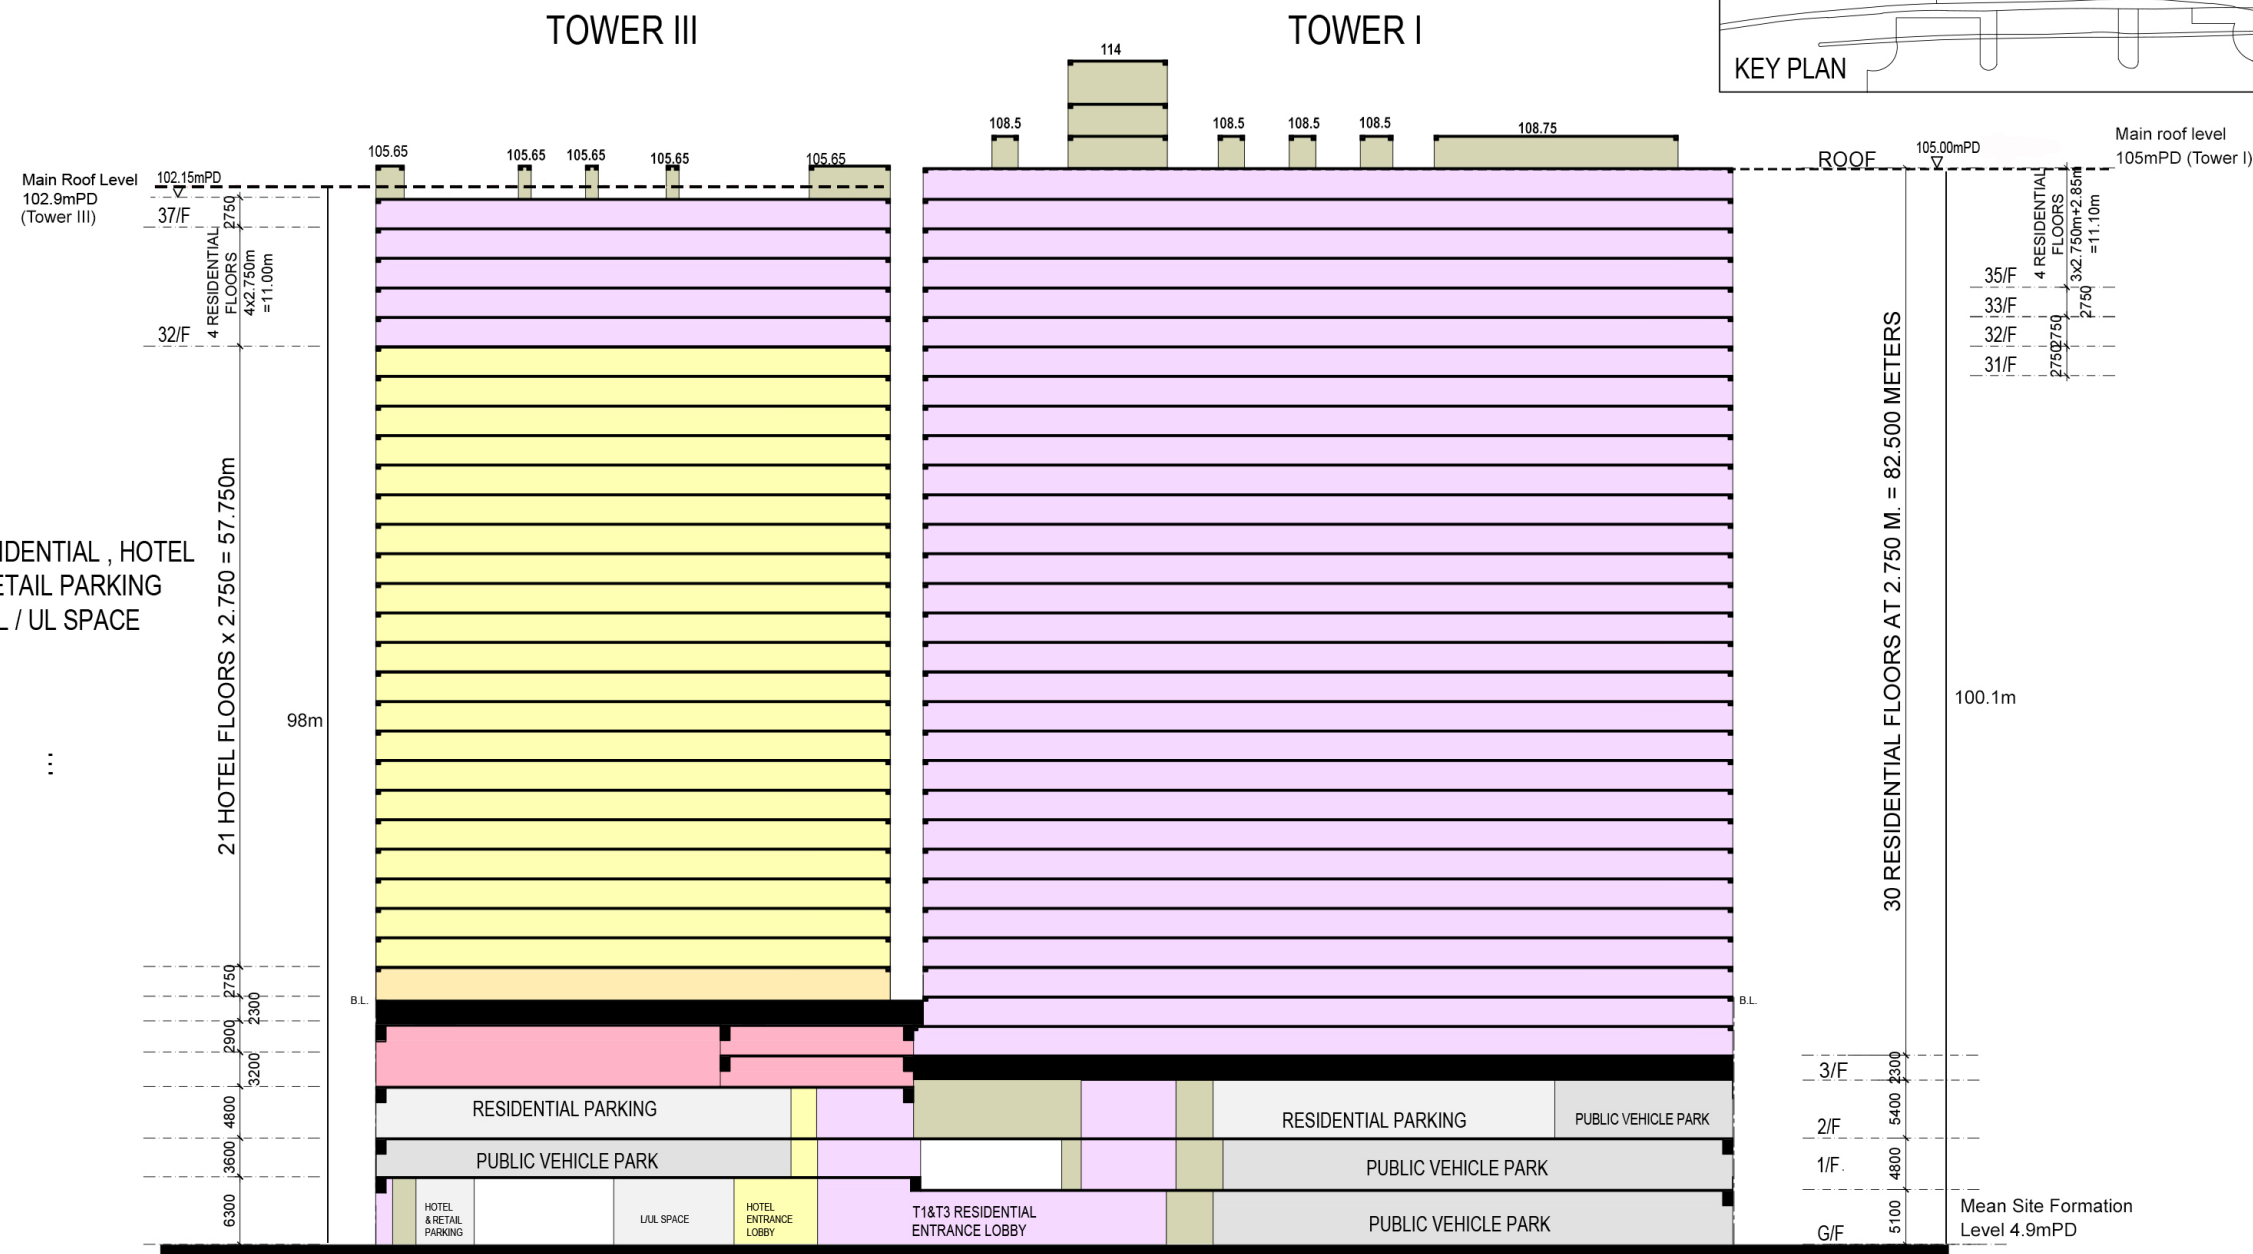 TOWER III
TOWER I
KEY PLAN
114
108.5
108.5
108.5
108.5
108.75
105.65
105.65
105.65
105.65
105.65
Main Roof Level
102.9mPD
(Tower III)
102.15mPD
37/F
32/F
2750
4 RESIDENTIAL
FLOORS
4x2.750m
=11.00m
21 HOTEL FLOORS x 2.750 = 57.750m
98m
IDENTIAL , HOTEL
ETAIL PARKING
L / UL SPACE
...
2750
2300
2900
3200
4800
3600
6300
B.L.
B.L.
ROOF
105.00mPD
Main roof level
105mPD (Tower I)
4 RESIDENTIAL
FLOORS
3x2.750m+2.85m
=11.10m
35/F
33/F
32/F
31/F
2750
2750
2750
30 RESIDENTIAL FLOORS AT 2.750 M. = 82.500 METERS
100.1m
3/F
2/F
1/F.
G/F
2300
5400
4800
5100
Mean Site Formation
Level 4.9mPD
RESIDENTIAL PARKING
RESIDENTIAL PARKING
PUBLIC VEHICLE PARK
PUBLIC VEHICLE PARK
PUBLIC VEHICLE PARK
HOTEL
& RETAIL
PARKING
L/UL SPACE
HOTEL
ENTRANCE
LOBBY
T1&T3 RESIDENTIAL
ENTRANCE LOBBY
PUBLIC VEHICLE PARK